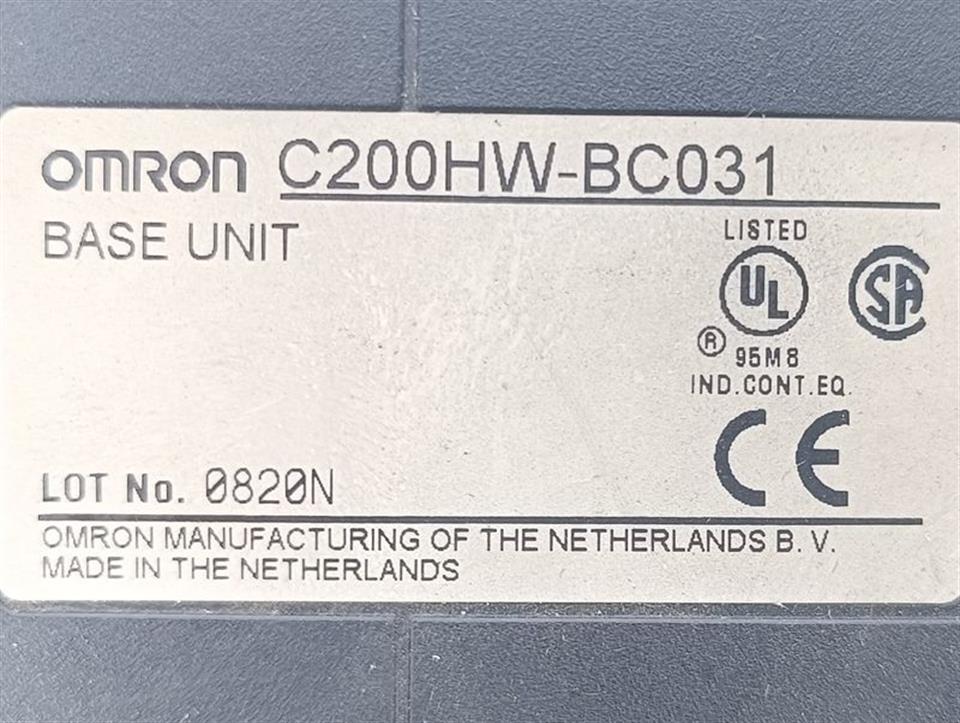 OMRON C200HW-BC031
BASE UNIT
LISTED
UL
SA
® 95M8
IND.CONT.EQ.
CE
LOT No. 0820N
OMRON MANUFACTURING OF THE NETHERLANDS B. V.
MADE IN THE NETHERLANDS